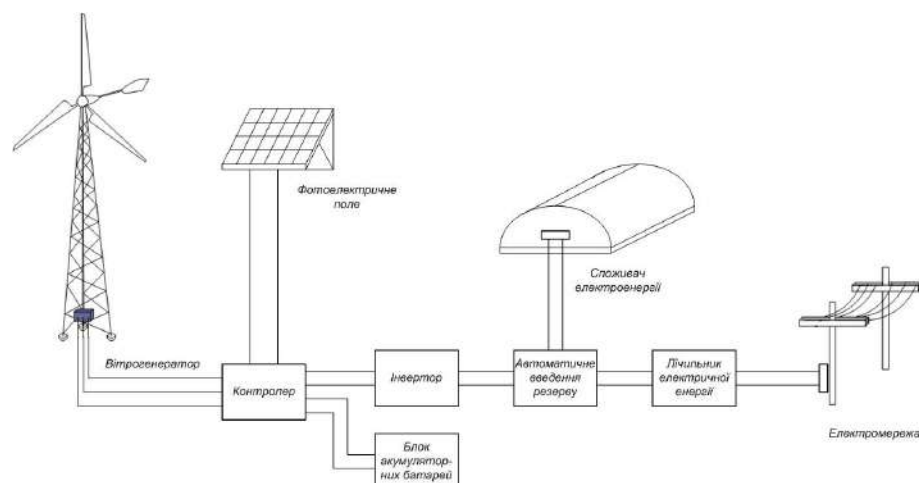 Фотоелектричне
поле
Споживач
електроенергії
Вітрогенератор
Контролер
Інвертор
Автоматичне
введення
резерву
Лічильник
електричної
енергії
Електромережа
Блок
акумулятор-
них батарей